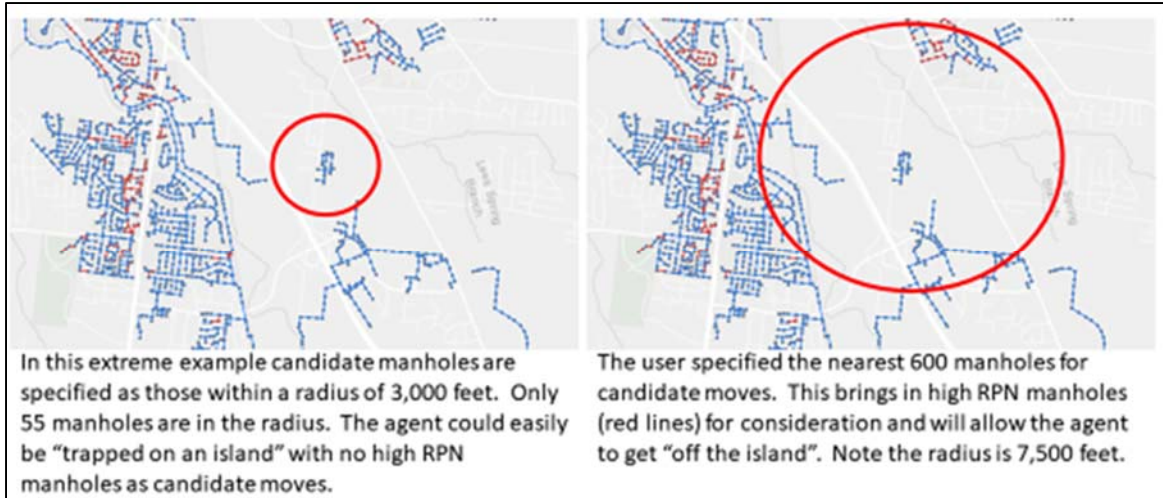 In this extreme example candidate manholes are
specified as those within a radius of 3,000 feet.  Only
55 manholes are in the radius.  The agent could easily
be “trapped on an island” with no high RPN
manholes as candidate moves.
The user specified the nearest 600 manholes for
candidate moves.  This brings in high RPN manholes
(red lines) for consideration and will allow the agent
to get “off the island”.  Note the radius is 7,500 feet.